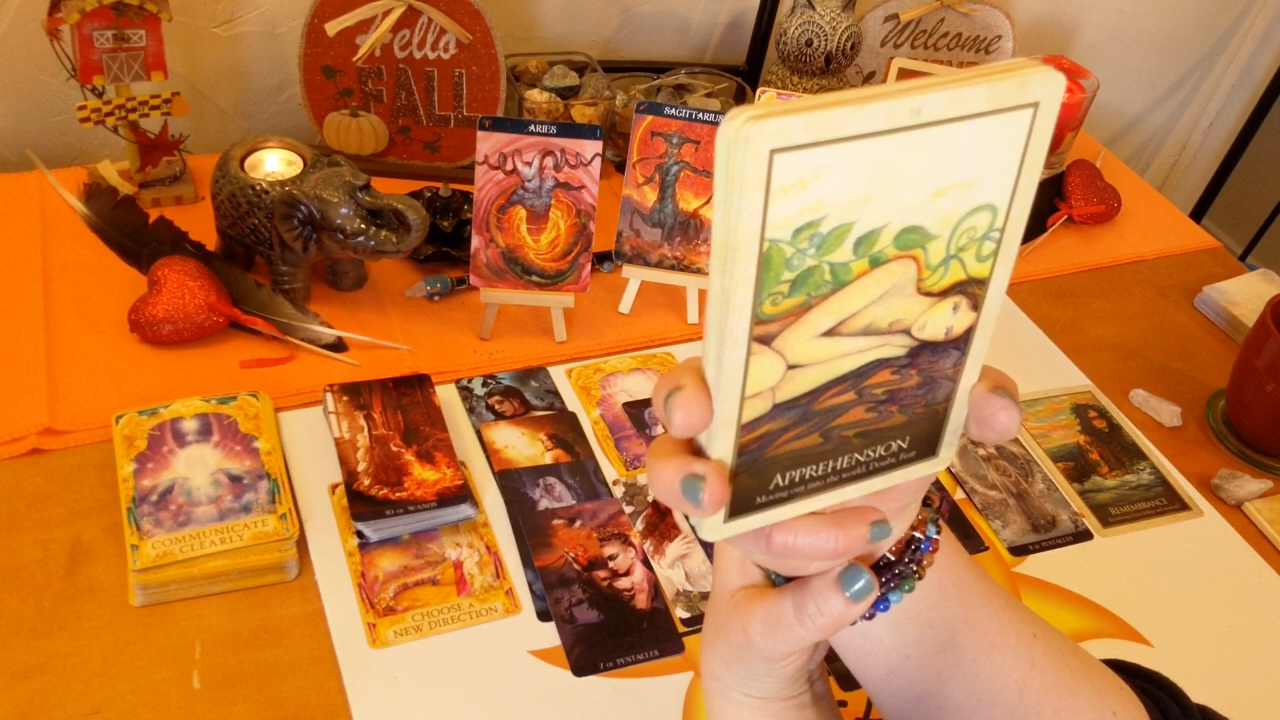 Hello
FALL
Welcome
ARIES
SAGITTARIUS
APPREHENSION
Moving out into the world, Doubt, Fear
COMMUNICATE
CLEARLY
10 OF WANDS
CHOOSE A
NEW DIRECTION
7 OF PENTACLES
9 OF PENTACLES
REMEMBRANCE